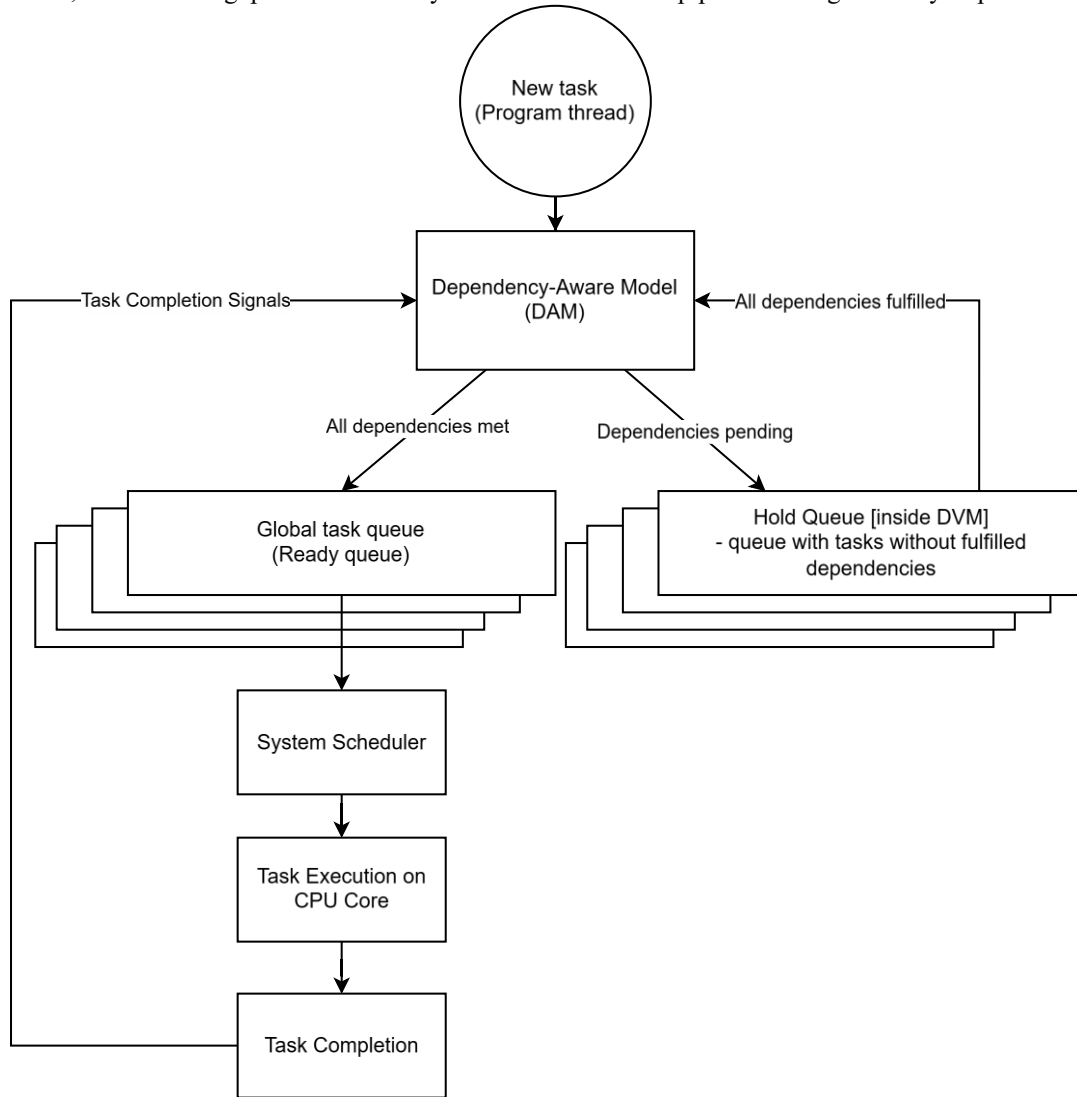 New task
(Program thread)
Dependency-Aware Model
(DAM)
Task Completion Signals
All dependencies fulfilled
All dependencies met
Dependencies pending
Global task queue
(Ready queue)
Hold Queue [inside DVM]
- queue with tasks without fulfilled
dependencies
System Scheduler
Task Execution on
CPU Core
Task Completion